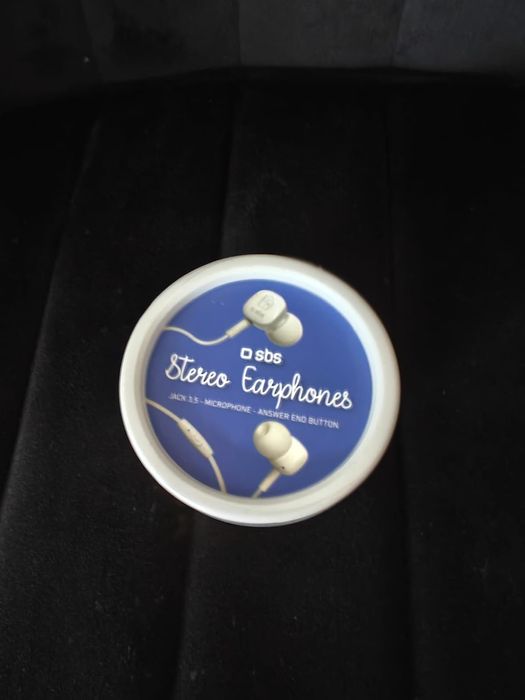 sbs
Stereo Earphones
JACK 3,5 - MICROPHONE - ANSWER END BUTTON